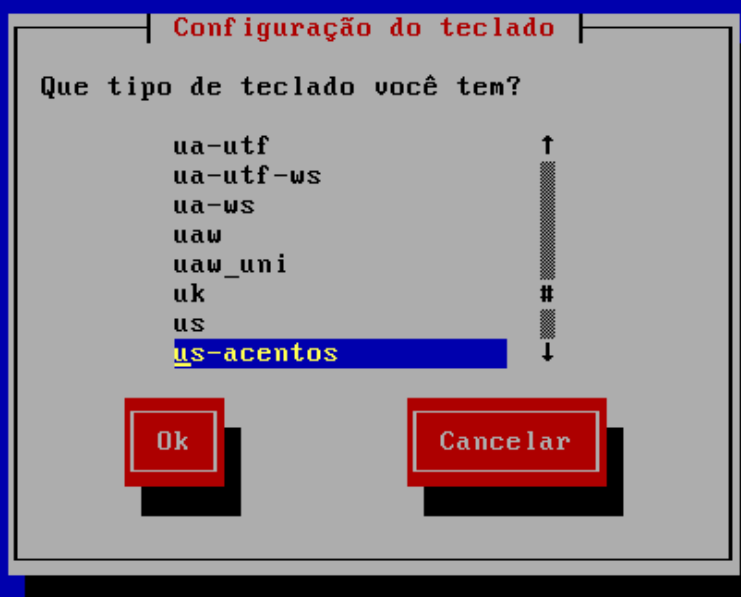 Configuração do teclado
Que tipo de teclado você tem?
ua-utf
ua-utf-ws
ua-ws
uaw
uaw_uni
uk
us
us-acentos
Ok
Cancelar